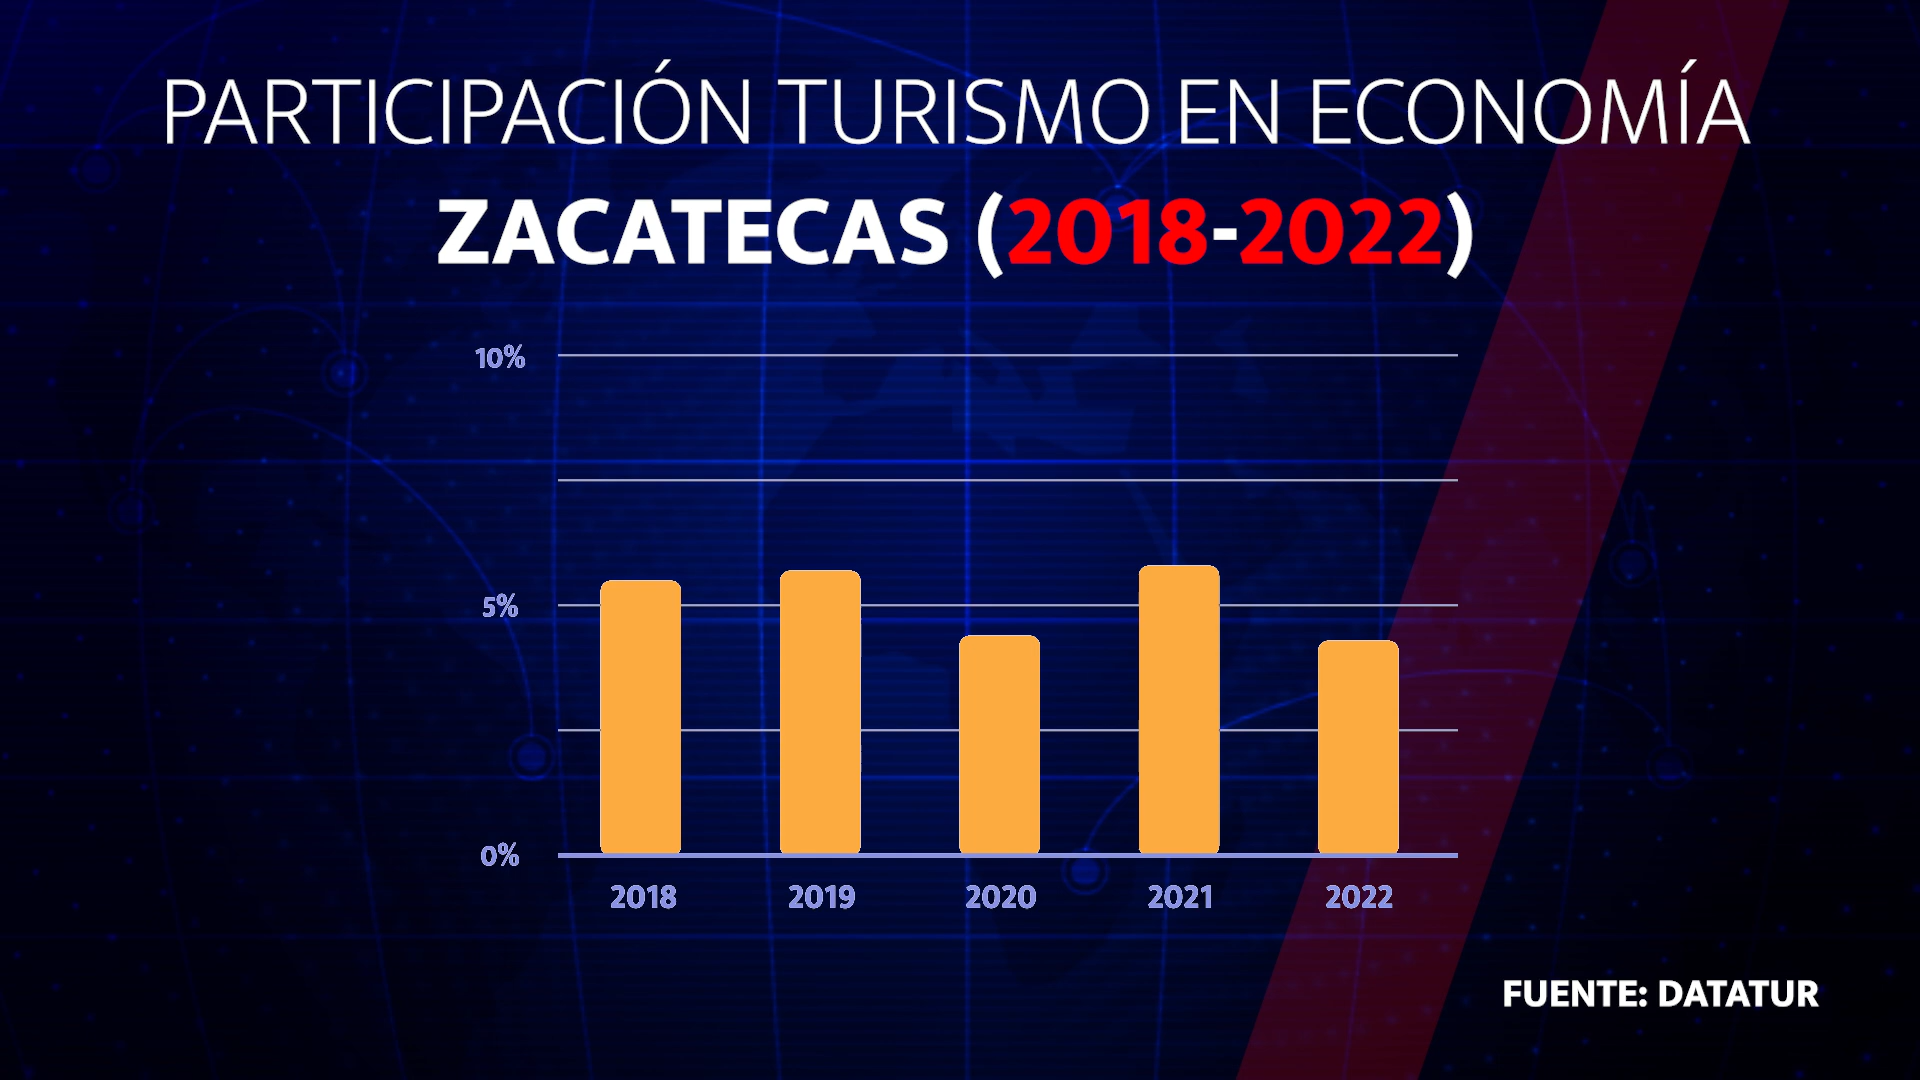 PARTICIPACIÓN TURISMO EN ECONOMÍA
ZACATECAS (2018-2022)
10%
5%
0%
2018 2019 2020 2021 2022
FUENTE: DATATUR